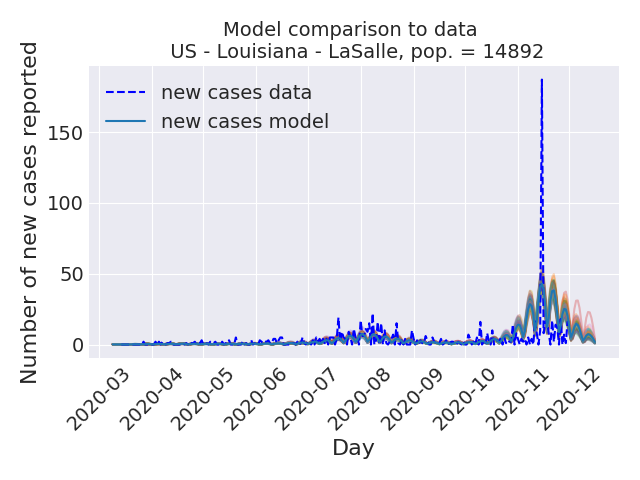 Model comparison to data
US - Louisiana - LaSalle, pop. = 14892
Number of new cases reported
new cases data
new cases model
150
100
50
0
2020-03
2020-04
2020-05
2020-06
2020-07
2020-08
2020-09
2020-10
2020-11
2020-12
Day